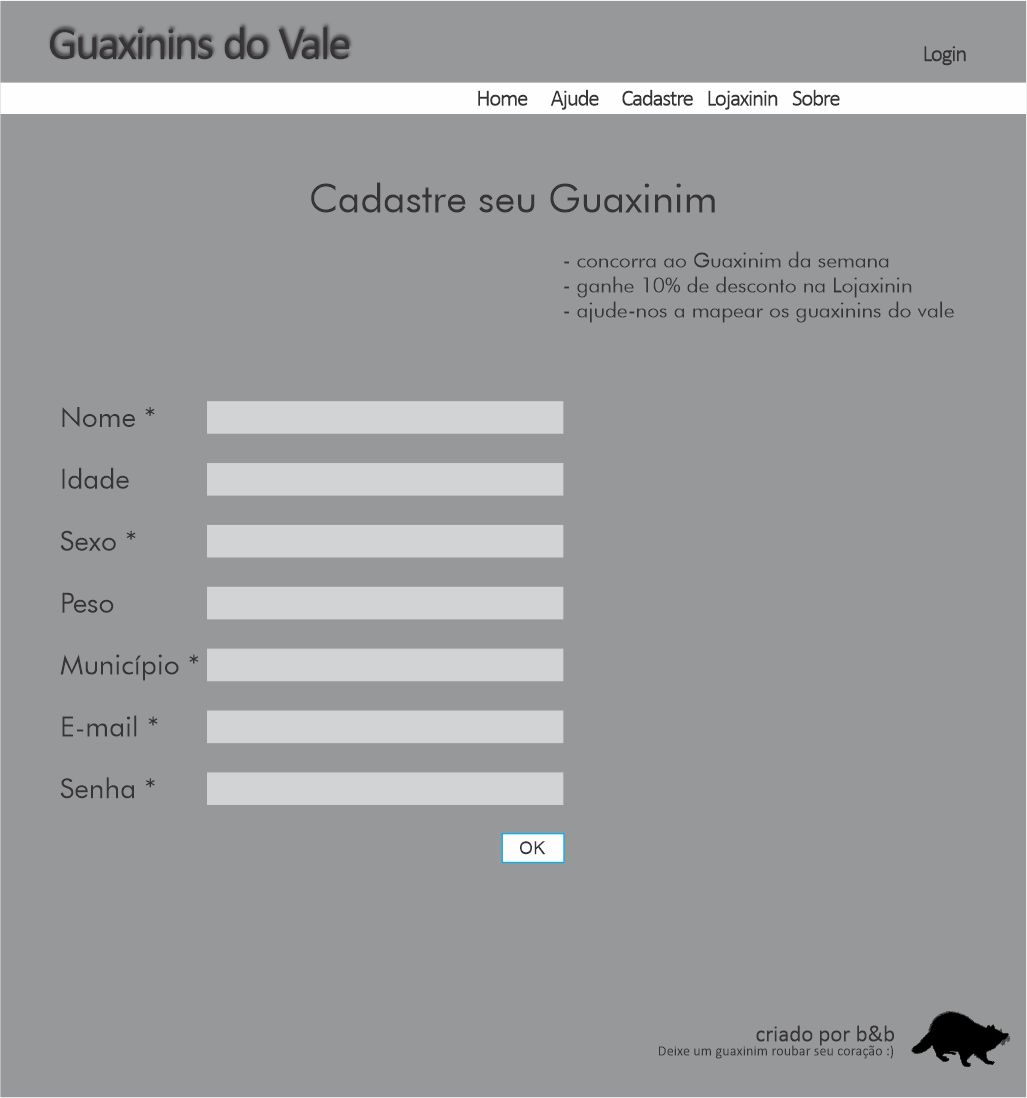 Guaxinins do Vale
Login
Home Ajude Cadastre Lojaxinin Sobre
Cadastre seu Guaxinim
- concorra ao Guaxinim da semana
- ganhe 10% de desconto na Lojaxinin
- ajude-nos a mapear os guaxinins do vale
Nome *
Idade
Sexo *
Peso
Município *
E-mail *
Senha *
OK
criado por b&b
Deixe um guaxinim roubar seu coração :)